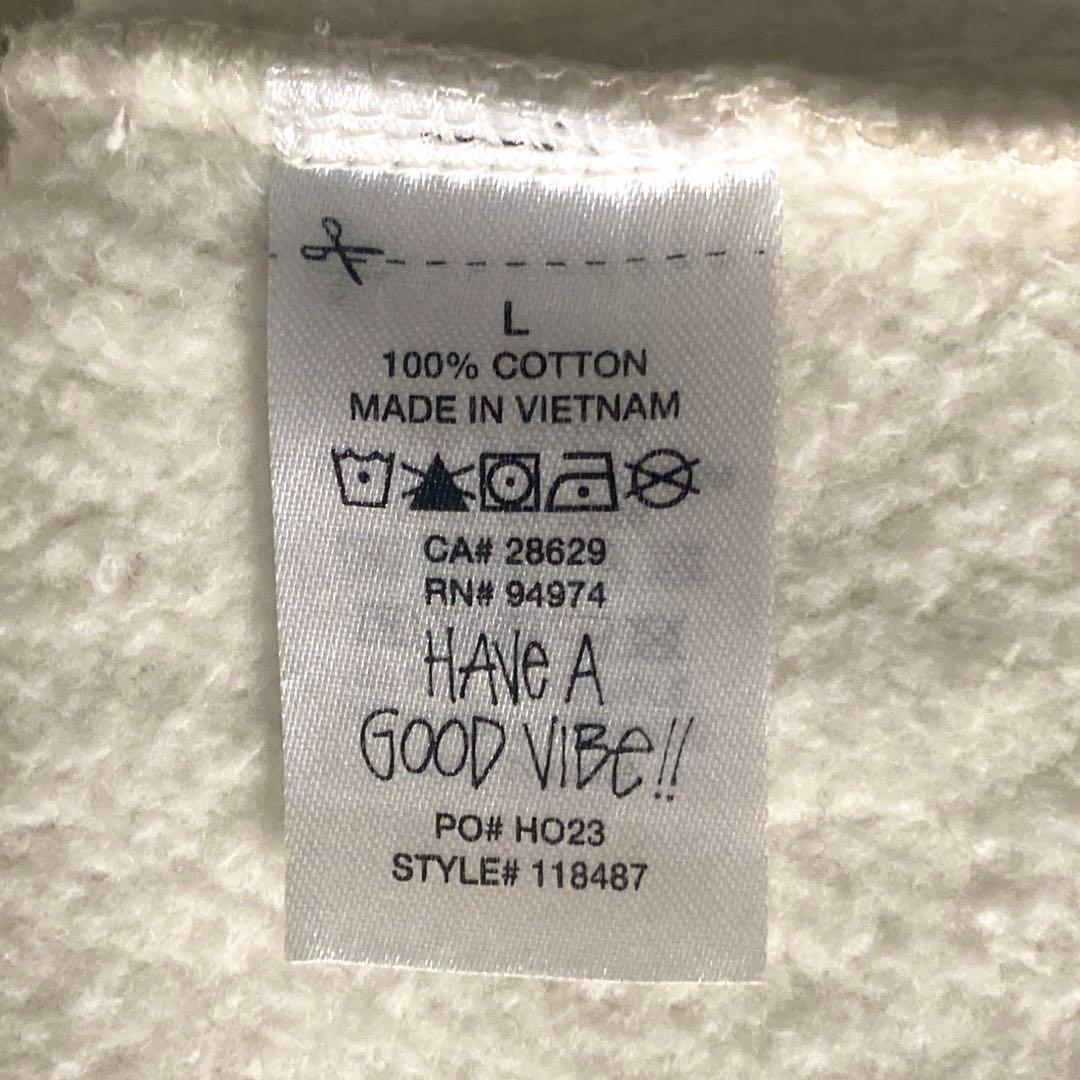 L
100% COTTON
MADE IN VIETNAM
CA# 28629
RN# 94974
HAVe A
GOOD ViBe!!
PO# HO23
STYLE# 118487